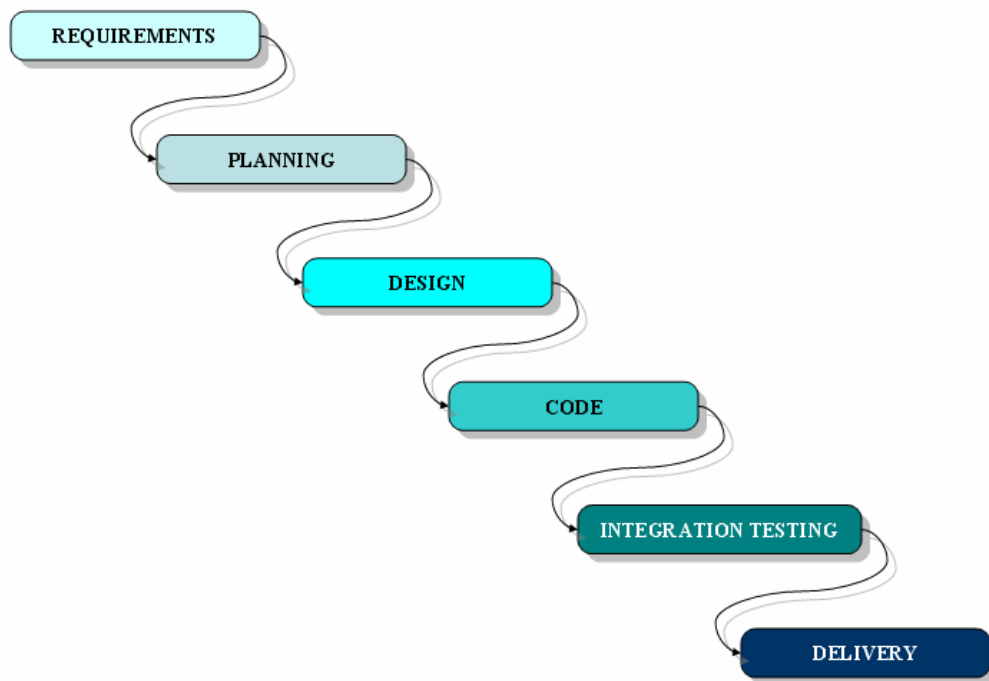 REQUIREMENTS
PLANNING
DESIGN
CODE
INTEGRATION TESTING
DELIVERY